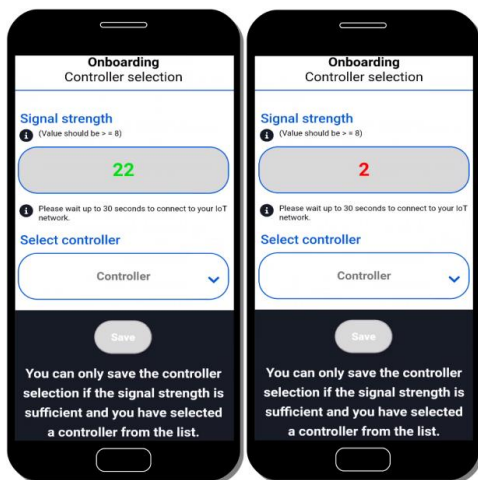 Onboarding
Controller selection
Signal strength
i (Value should be > = 8)
22
i Please wait up to 30 seconds to connect to your IoT
network.
Select controller
Controller
Save
You can only save the controller
selection if the signal strength is
sufficient and you have selected
a controller from the list.
Onboarding
Controller selection
Signal strength
i (Value should be > = 8)
2
i Please wait up to 30 seconds to connect to your IoT
network.
Select controller
Controller
Save
You can only save the controller
selection if the signal strength is
sufficient and you have selected
a controller from the list.